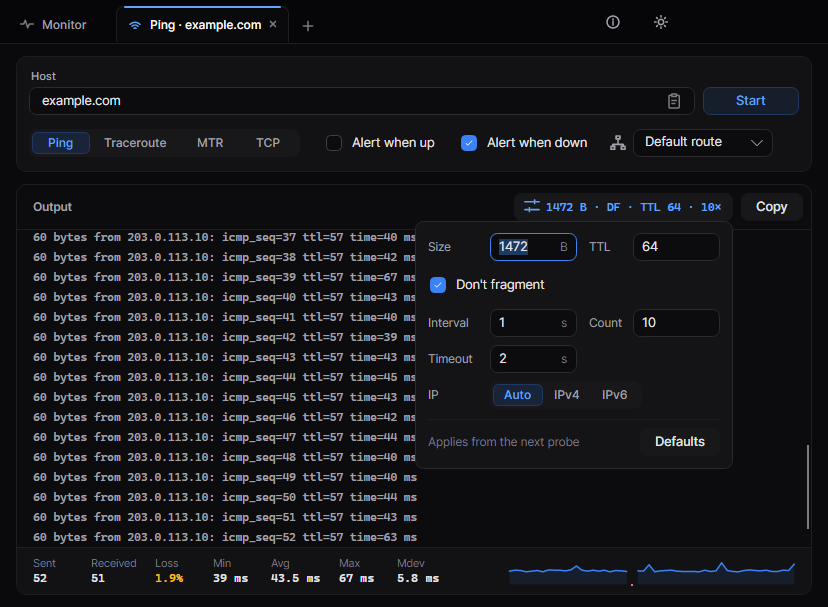 Monitor
Ping · example.com ×
Host
example.com
Start
Ping Traceroute MTR TCP Alert when up Alert when down Default route
Output 1472 B · DF · TTL 64 · 10× Copy
60 bytes from 203.0.113.10: icmp_seq=37 ttl=57 time=40 ms
60 bytes from 203.0.113.10: icmp_seq=38 ttl=57 time=42 ms
60 bytes from 203.0.113.10: icmp_seq=39 ttl=57 time=67 ms
60 bytes from 203.0.113.10: icmp_seq=40 ttl=57 time=43 ms
60 bytes from 203.0.113.10: icmp_seq=41 ttl=57 time=40 ms
60 bytes from 203.0.113.10: icmp_seq=42 ttl=57 time=39 ms
60 bytes from 203.0.113.10: icmp_seq=43 ttl=57 time=43 ms
60 bytes from 203.0.113.10: icmp_seq=44 ttl=57 time=45 ms
60 bytes from 203.0.113.10: icmp_seq=45 ttl=57 time=43 ms
60 bytes from 203.0.113.10: icmp_seq=46 ttl=57 time=42 ms
60 bytes from 203.0.113.10: icmp_seq=47 ttl=57 time=44 ms
60 bytes from 203.0.113.10: icmp_seq=48 ttl=57 time=40 ms
60 bytes from 203.0.113.10: icmp_seq=49 ttl=57 time=40 ms
60 bytes from 203.0.113.10: icmp_seq=50 ttl=57 time=44 ms
60 bytes from 203.0.113.10: icmp_seq=51 ttl=57 time=43 ms
60 bytes from 203.0.113.10: icmp_seq=52 ttl=57 time=63 ms
Size 1472 B TTL 64
Don't fragment
Interval 1 s Count 10
Timeout 2 s
IP Auto IPv4 IPv6
Applies from the next probe Defaults
Sent Received Loss Min Avg Max Mdev
52 51 1.9% 39 ms 43.5 ms 67 ms 5.8 ms